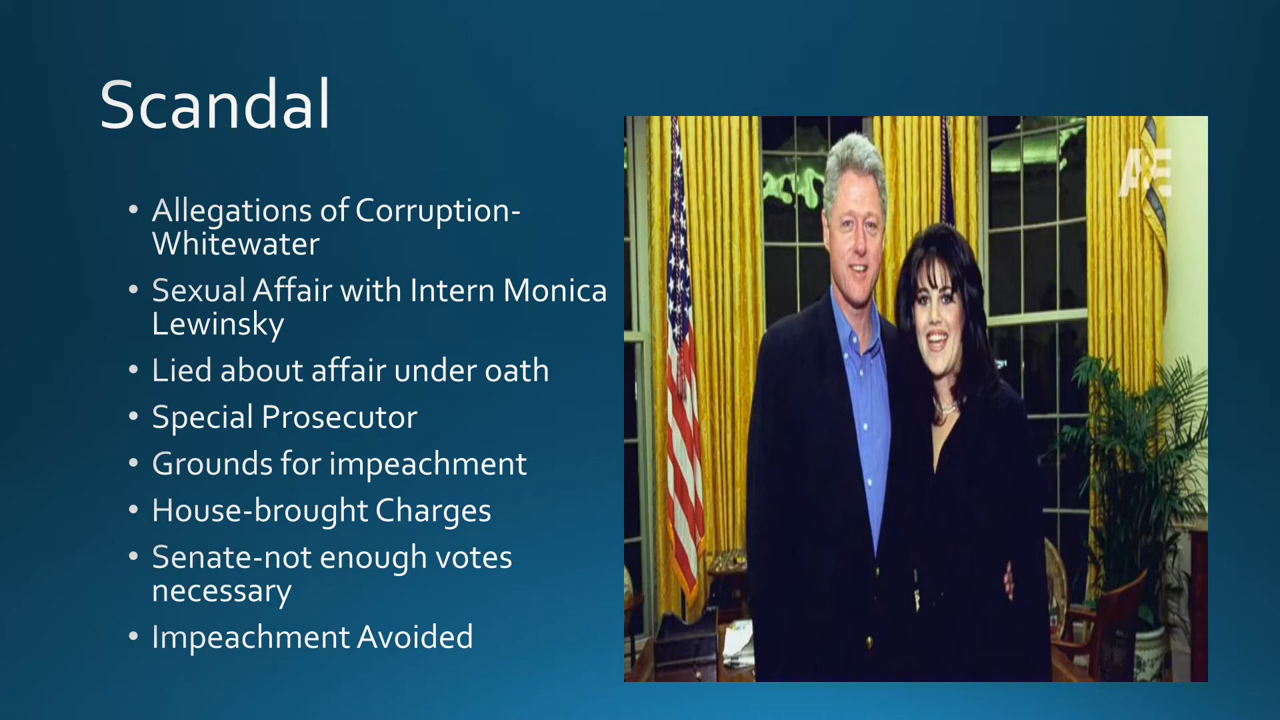 Scandal
• Allegations of Corruption-
Whitewater
• Sexual Affair with Intern Monica
Lewinsky
• Lied about affair under oath
• Special Prosecutor
• Grounds for impeachment
• House-brought Charges
• Senate-not enough votes
necessary
• Impeachment Avoided
A&E